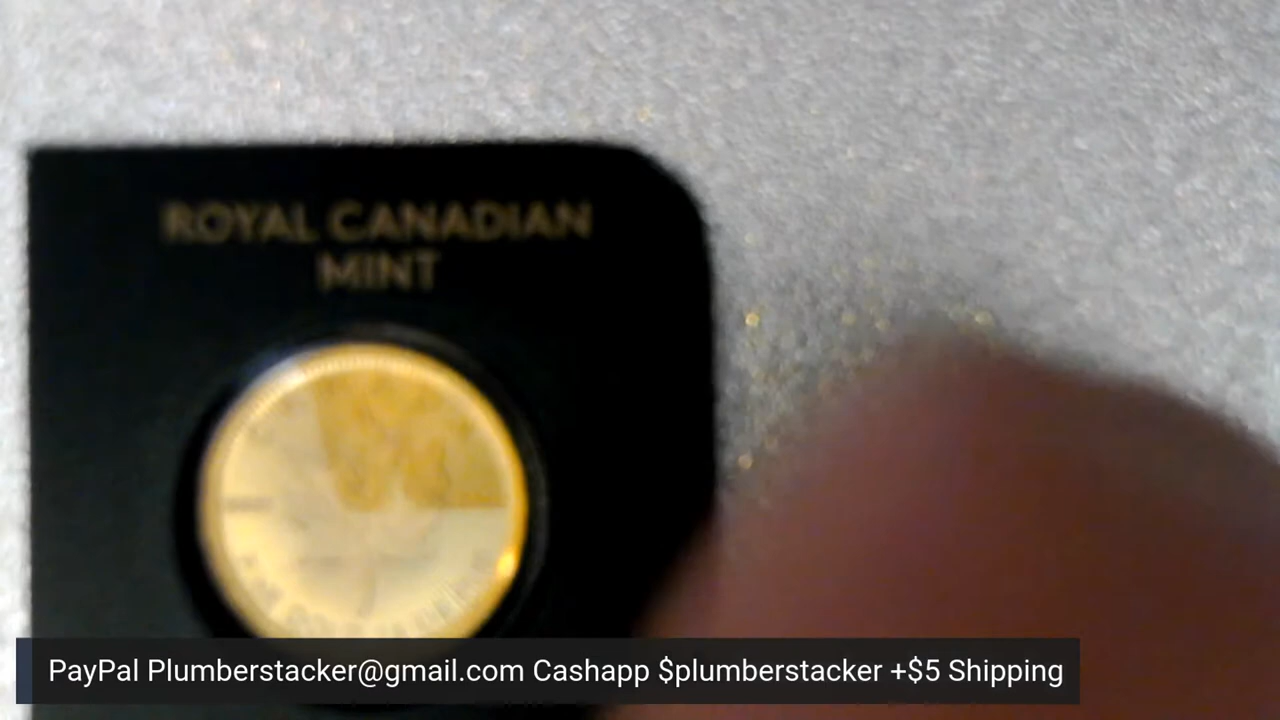 ROYAL CANADIAN
MINT
PayPal Plumberstacker@gmail.com Cashapp $plumberstacker +$5 Shipping